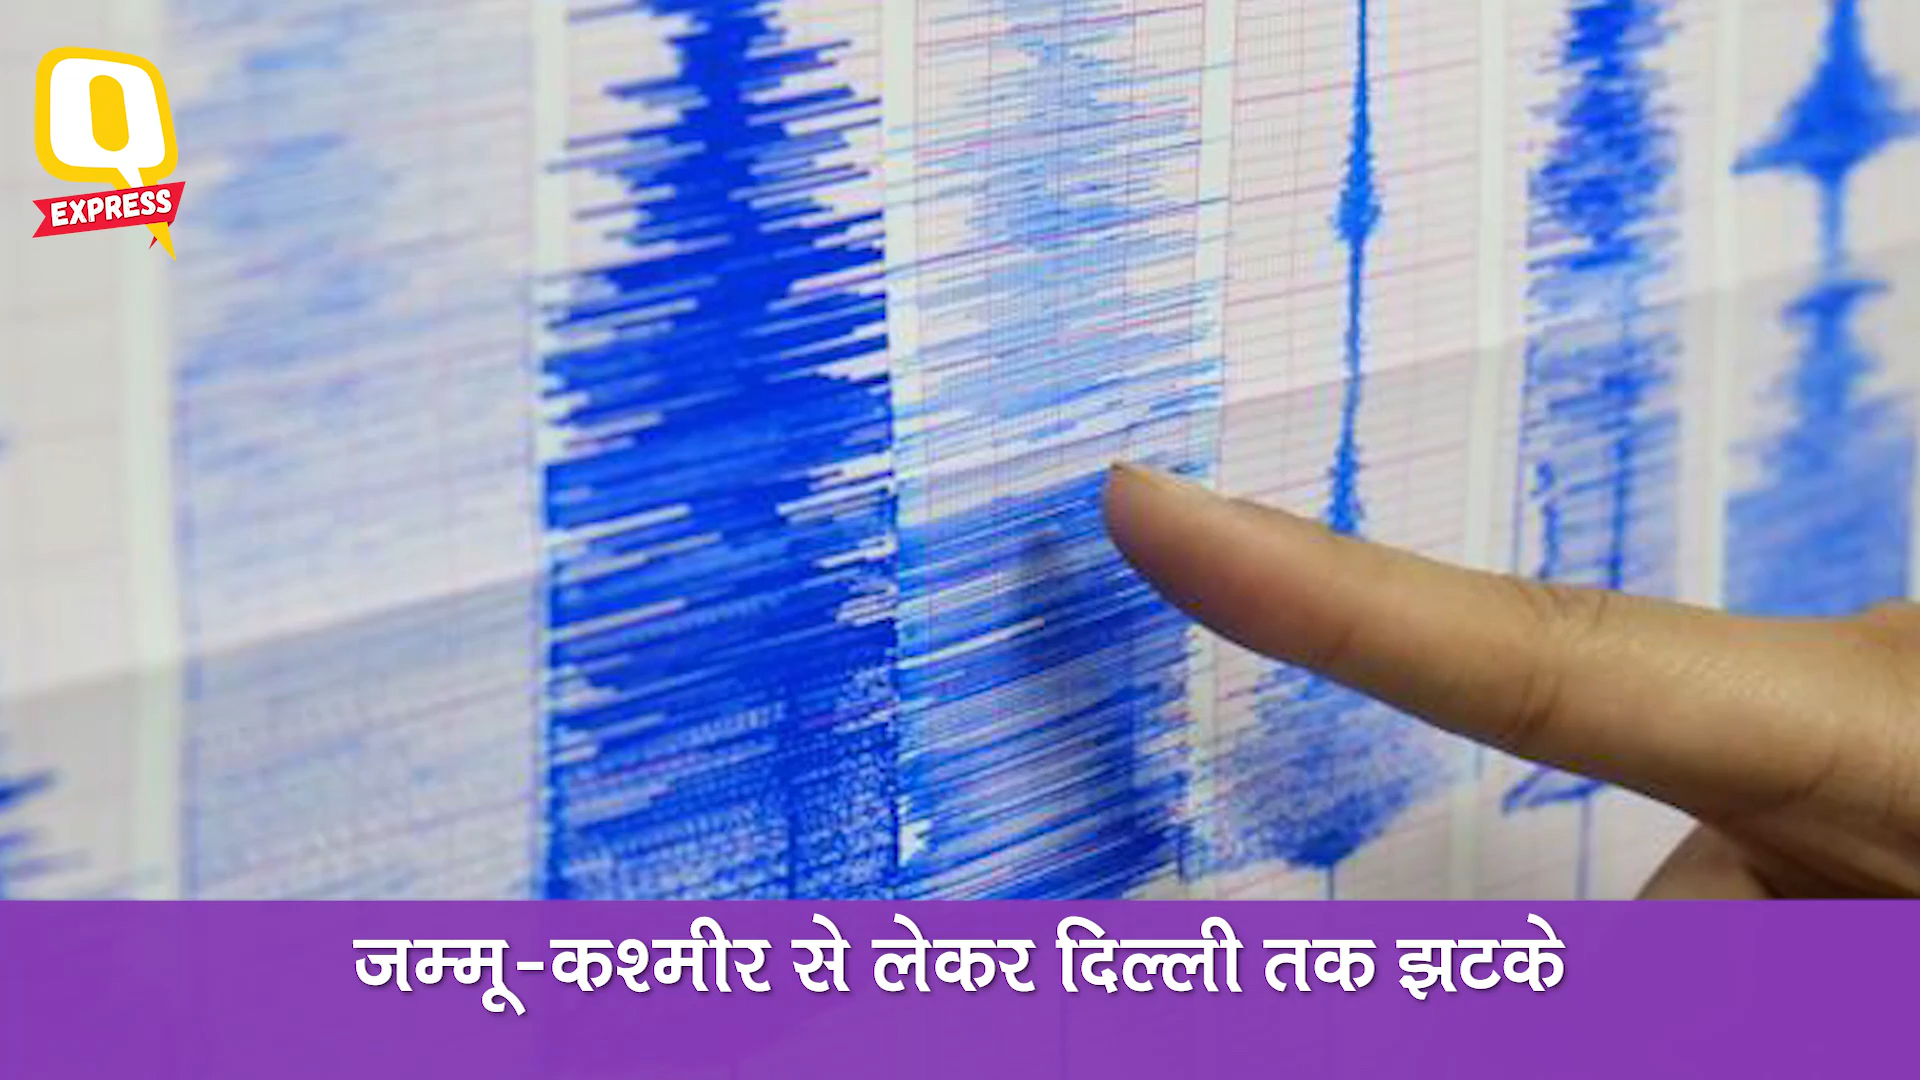 Q
EXPRESS
जम्मू-कश्मीर से लेकर दिल्ली तक झटके